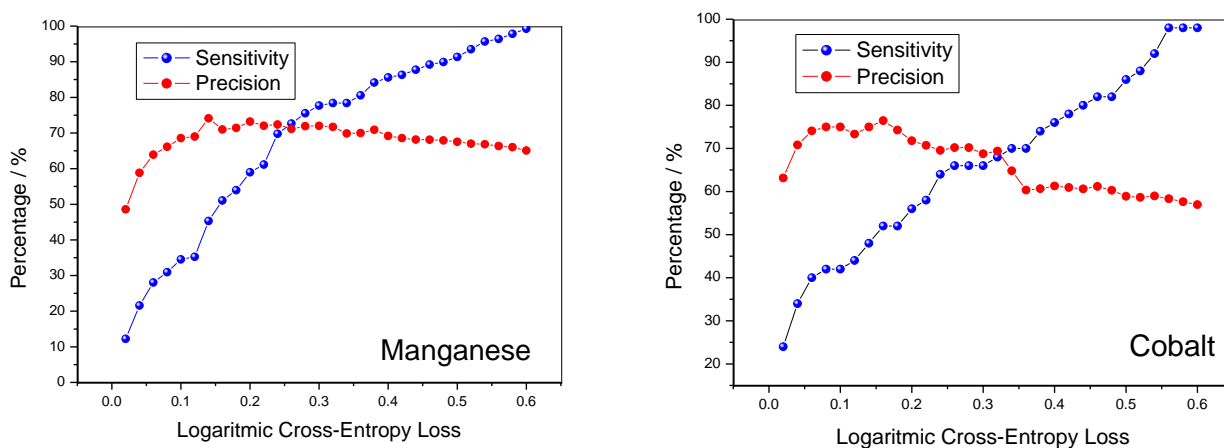 100
90
80
70
60
50
40
30
20
10
0
Percentage / %
Sensitivity
Precision
Manganese
0.0 0.1 0.2 0.3 0.4 0.5 0.6
Logaritmic Cross-Entropy Loss
100
90
80
70
60
50
40
30
20
Percentage / %
Sensitivity
Precision
Cobalt
0.0 0.1 0.2 0.3 0.4 0.5 0.6
Logaritmic Cross-Entropy Loss